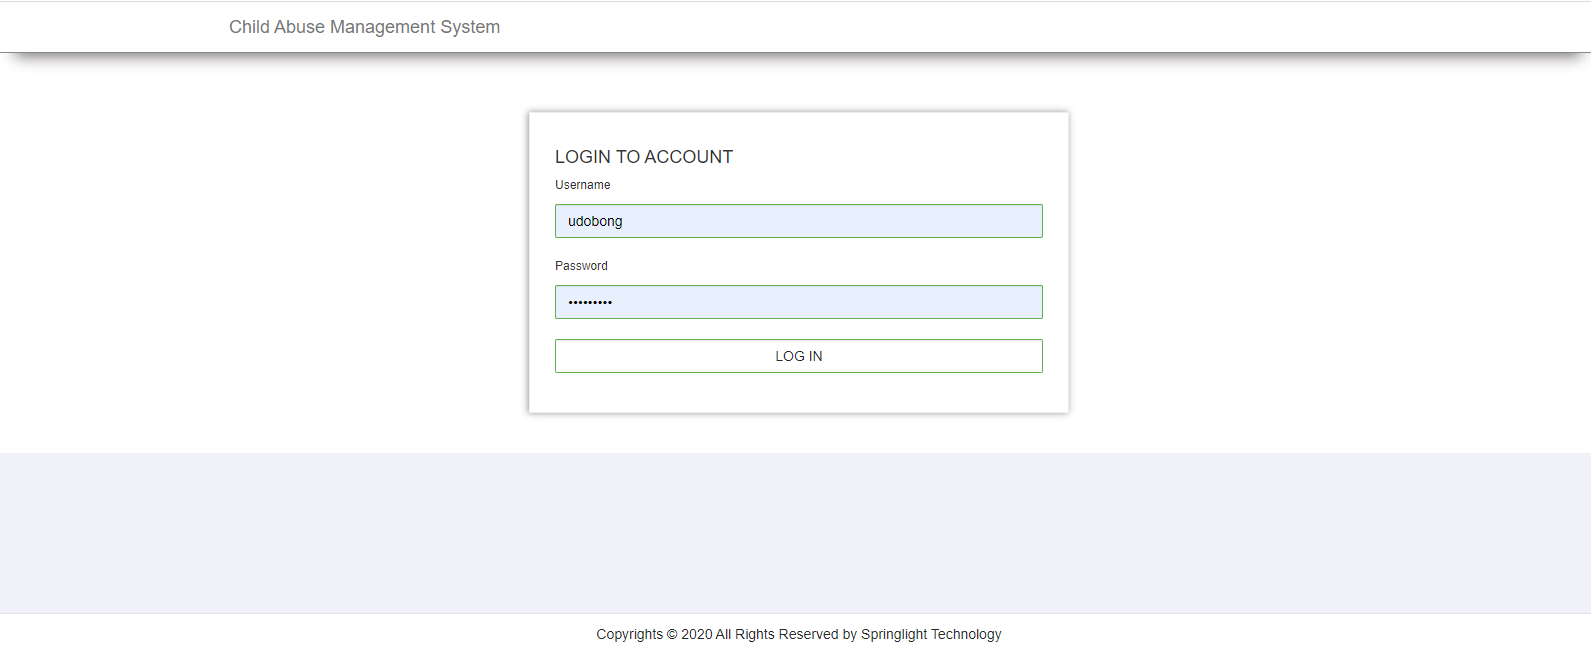 Child Abuse Management System
LOGIN TO ACCOUNT
Username
udobong
Password
•••••••••
LOG IN
Copyrights © 2020 All Rights Reserved by Springlight Technology